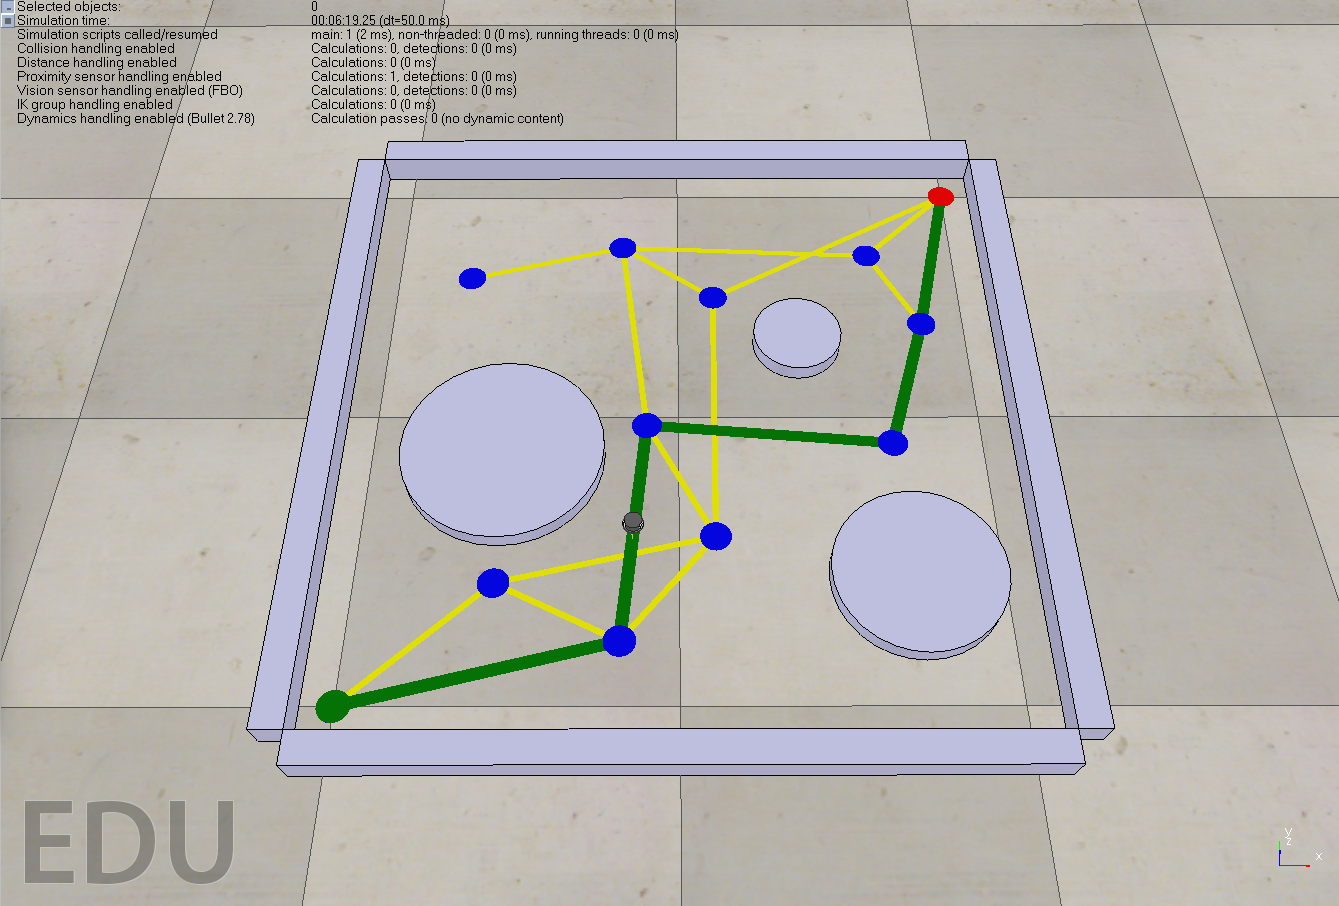 Selected objects: 0
Simulation time: 00:06:19.25 (dt=50.0 ms)
Simulation scripts called/resumed main: 1 (2 ms), non-threaded: 0 (0 ms), running threads: 0 (0 ms)
Collision handling enabled Calculations: 0, detections: 0 (0 ms)
Distance handling enabled Calculations: 0 (0 ms)
Proximity sensor handling enabled Calculations: 1, detections: 0 (0 ms)
Vision sensor handling enabled (FBO) Calculations: 0, detections: 0 (0 ms)
IK group handling enabled Calculations: 0 (0 ms)
Dynamics handling enabled (Bullet 2.78) Calculation passes: 0 (no dynamic content)
EDU
y
z
x